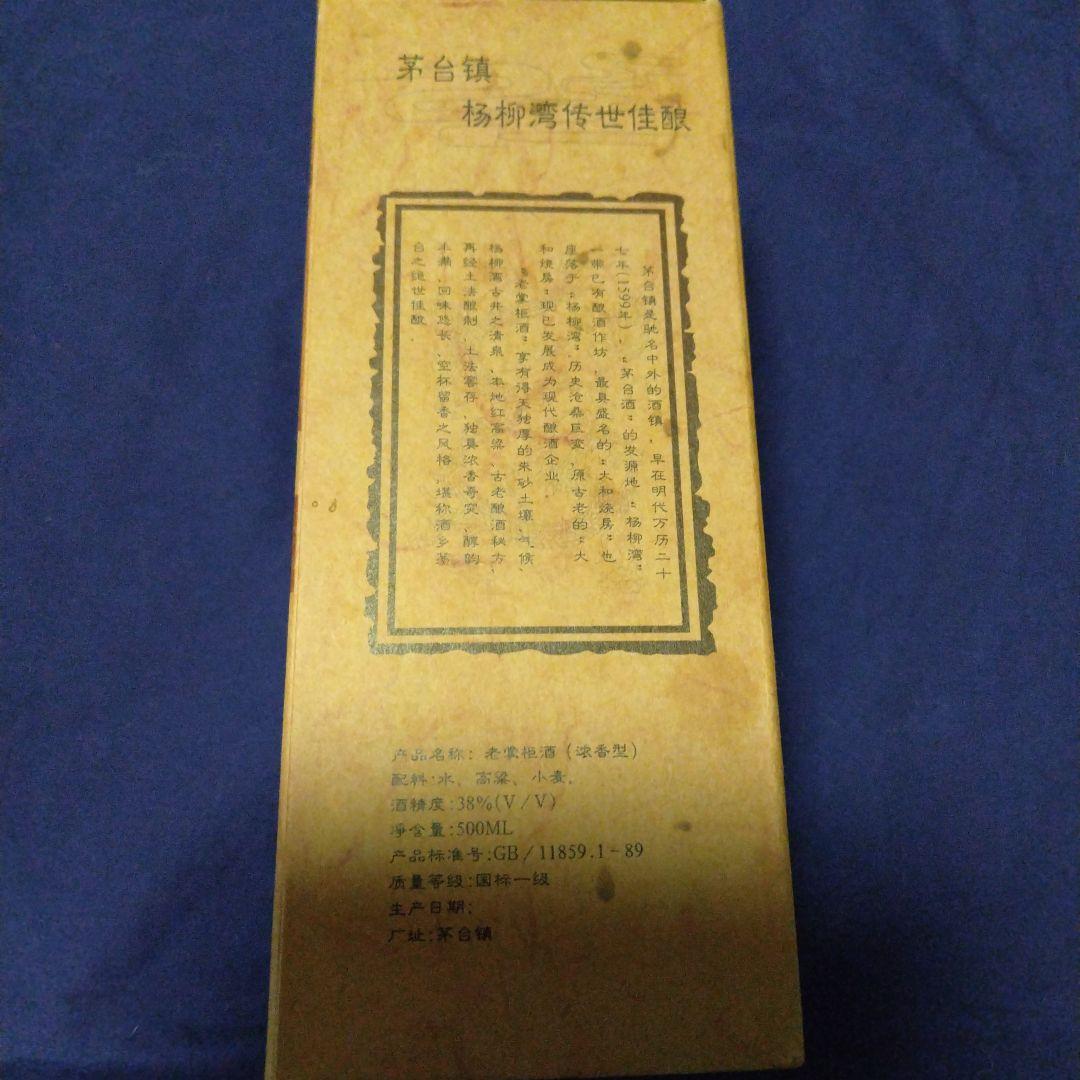 茅台镇
杨柳湾传世佳酿
茅台镇是驰名中外的酒镇，早在明代万历二十
七年(1599年)，“茅台酒”的发源地“杨柳湾”
一带已有酿酒作坊，最具盛名的“大和烧房”也
座落于“杨柳湾”历史沧桑巨变，原古老的“大
和烧房”现已发展成为现代酿酒企业.
“老掌柜酒”享有得天独厚的朱砂土壤、气候、
杨柳湾古井之清泉、本地红高粱、古老酿酒秘方、
再经土法酿制、土法窖存，独具浓香奇突、醇韵
丰满、回味悠长、空杯留香之风格，堪称酒乡茅
台之绝世佳酿.
产品名称: 老掌柜酒(浓香型)
配料:水、高粱、小麦。
酒精度:38%(V/V)
净含量:500ML
产品标准号:GB/11859.1-89
质量等级:国标一级
生产日期:
厂址:茅台镇